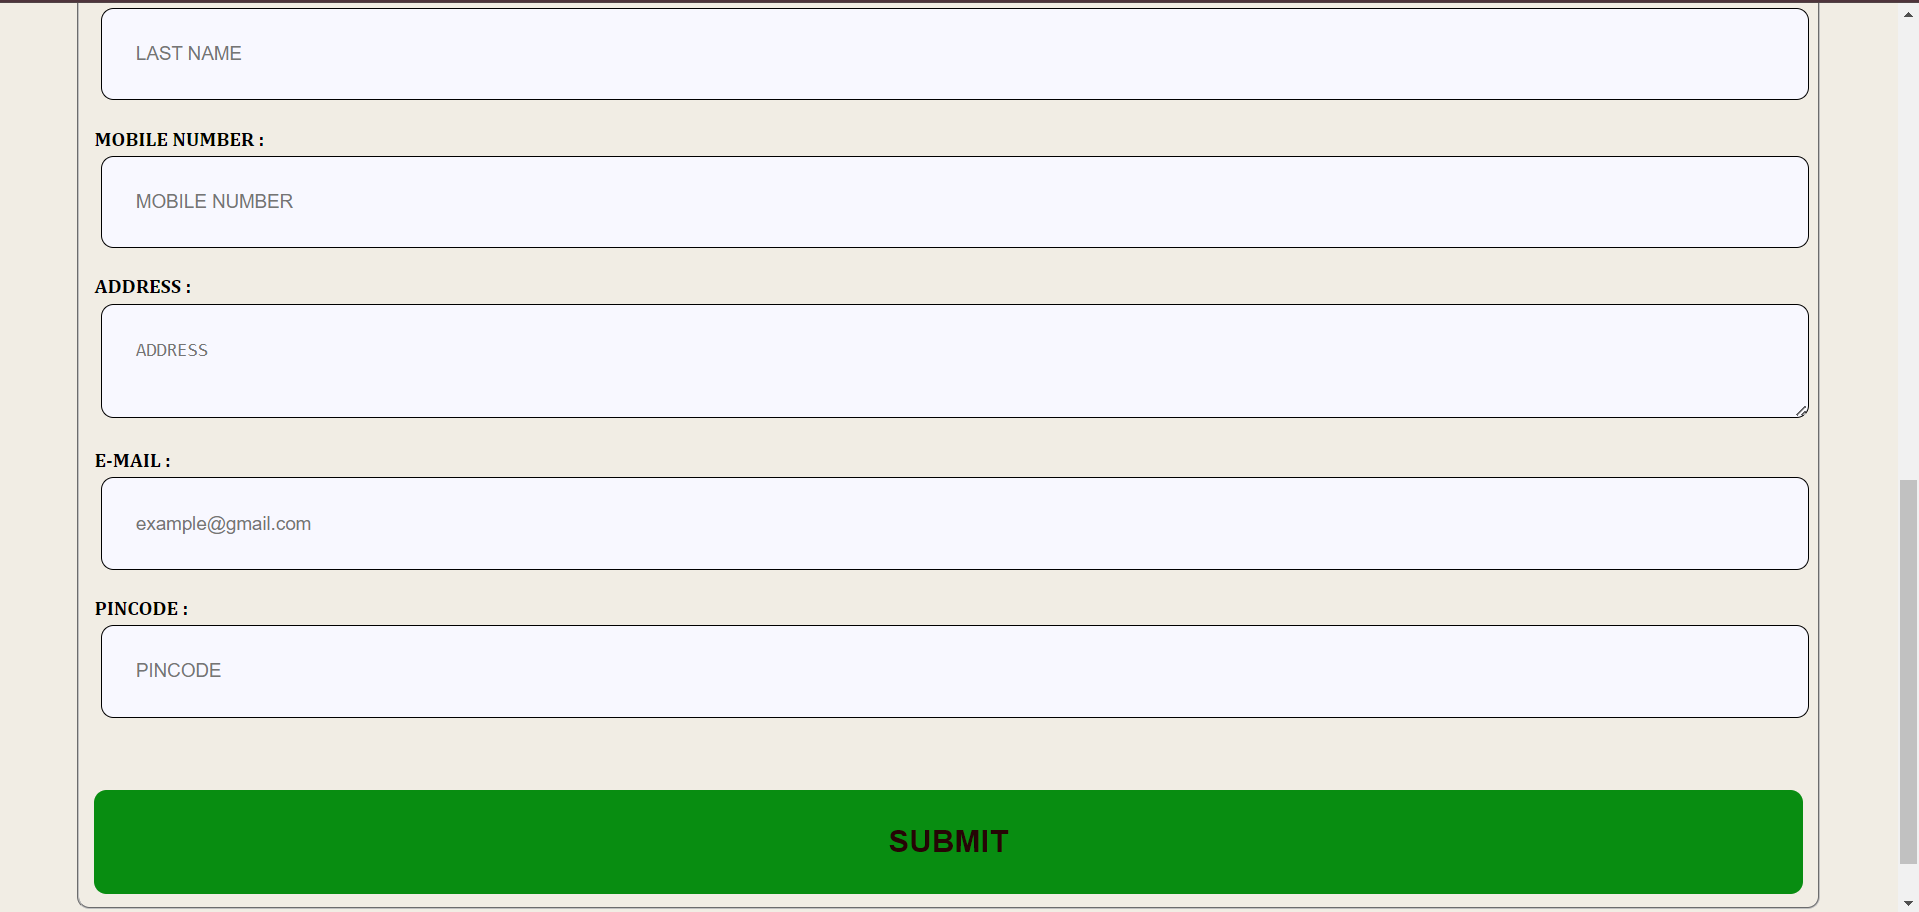 LAST NAME
MOBILE NUMBER :
MOBILE NUMBER
ADDRESS :
ADDRESS
E-MAIL :
example@gmail.com
PINCODE :
PINCODE
SUBMIT